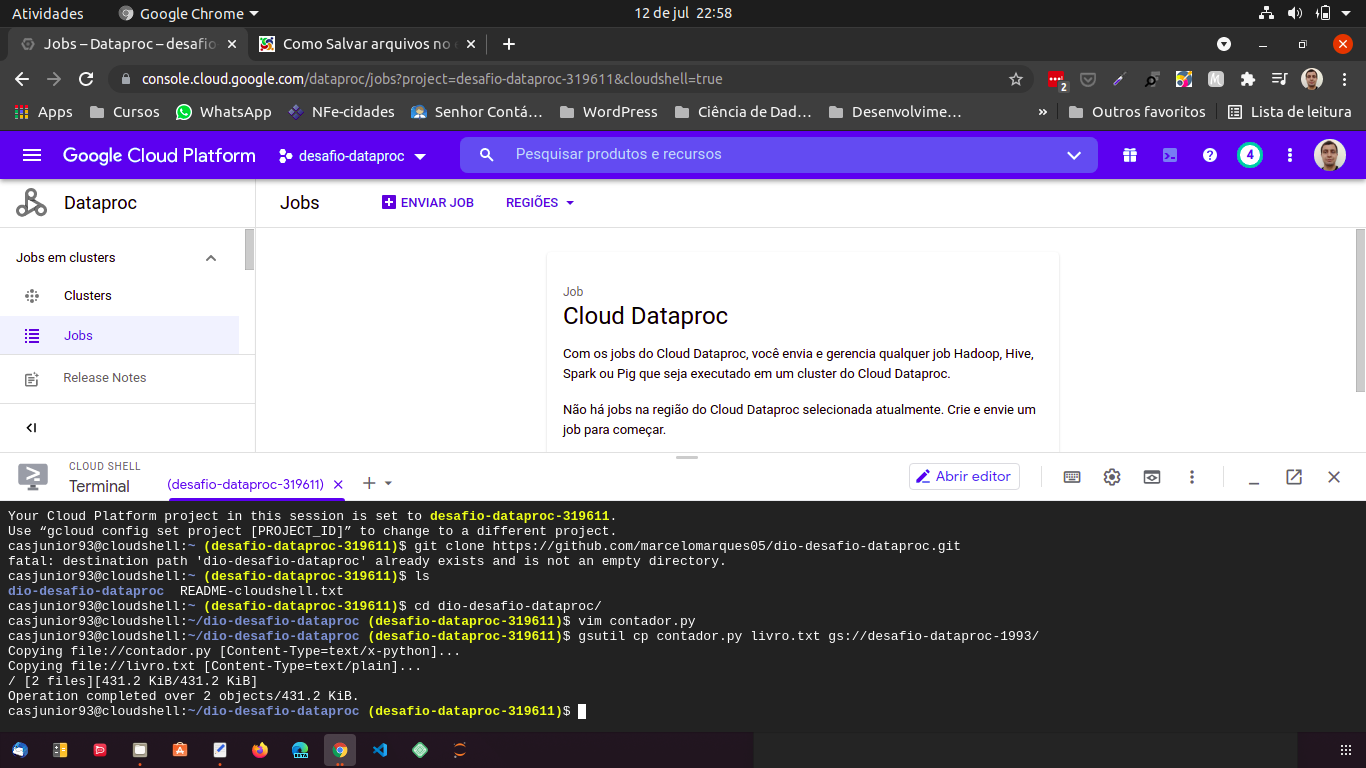 Atividades
Google Chrome
12 de jul 22:58
Jobs – Dataproc – desafio
Como Salvar arquivos no
console.cloud.google.com/dataproc/jobs?project=desafio-dataproc-319611&cloudshell=true
2
M
Apps
Cursos
WhatsApp
NFe-cidades
Senhor Contá…
WordPress
Ciência de Dad…
Desenvolvime…
»
Outros favoritos
Lista de leitura
Google Cloud Platform
desafio-dataproc
Pesquisar produtos e recursos
4
Dataproc
Jobs
ENVIAR JOB
REGIÕES
Jobs em clusters
Clusters
Jobs
Release Notes
Job
Cloud Dataproc
Com os jobs do Cloud Dataproc, você envia e gerencia qualquer job Hadoop, Hive,
Spark ou Pig que seja executado em um cluster do Cloud Dataproc.
Não há jobs na região do Cloud Dataproc selecionada atualmente. Crie e envie um
job para começar.
CLOUD SHELL
Terminal
(desafio-dataproc-319611)
Abrir editor
Your Cloud Platform project in this session is set to desafio-dataproc-319611.
Use “gcloud config set project [PROJECT_ID]” to change to a different project.
casjunior93@cloudshell:~ (desafio-dataproc-319611)$ git clone https://github.com/marcelomarques05/dio-desafio-dataproc.git
fatal: destination path 'dio-desafio-dataproc' already exists and is not an empty directory.
casjunior93@cloudshell:~ (desafio-dataproc-319611)$ ls
dio-desafio-dataproc  README-cloudshell.txt
casjunior93@cloudshell:~ (desafio-dataproc-319611)$ cd dio-desafio-dataproc/
casjunior93@cloudshell:~/dio-desafio-dataproc (desafio-dataproc-319611)$ vim contador.py
casjunior93@cloudshell:~/dio-desafio-dataproc (desafio-dataproc-319611)$ gsutil cp contador.py livro.txt gs://desafio-dataproc-1993/
Copying file://contador.py [Content-Type=text/x-python]...
Copying file://livro.txt [Content-Type=text/plain]...
/ [2 files][431.2 KiB/431.2 KiB]
Operation completed over 2 objects/431.2 KiB.
casjunior93@cloudshell:~/dio-desafio-dataproc (desafio-dataproc-319611)$